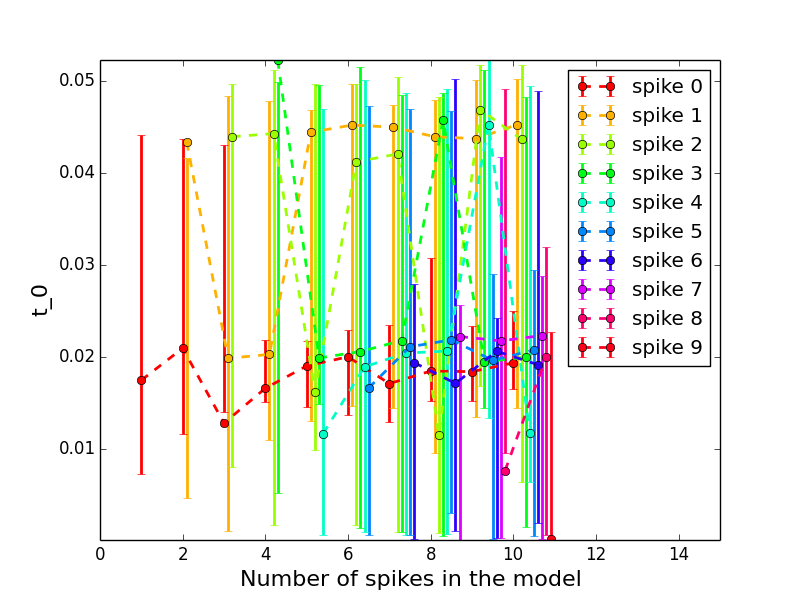 0.05
0.04
0.03
0.02
0.01
t_0
0 2 4 6 8 10 12 14
Number of spikes in the model
spike 0
spike 1
spike 2
spike 3
spike 4
spike 5
spike 6
spike 7
spike 8
spike 9